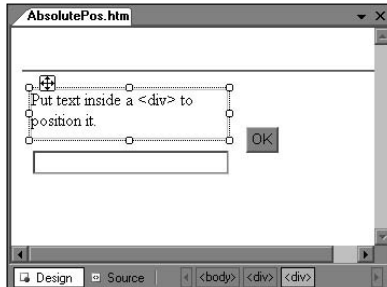 AbsolutePos.htm
Put text inside a <div> to
position it.
OK
Design Source <body> <div> <div>